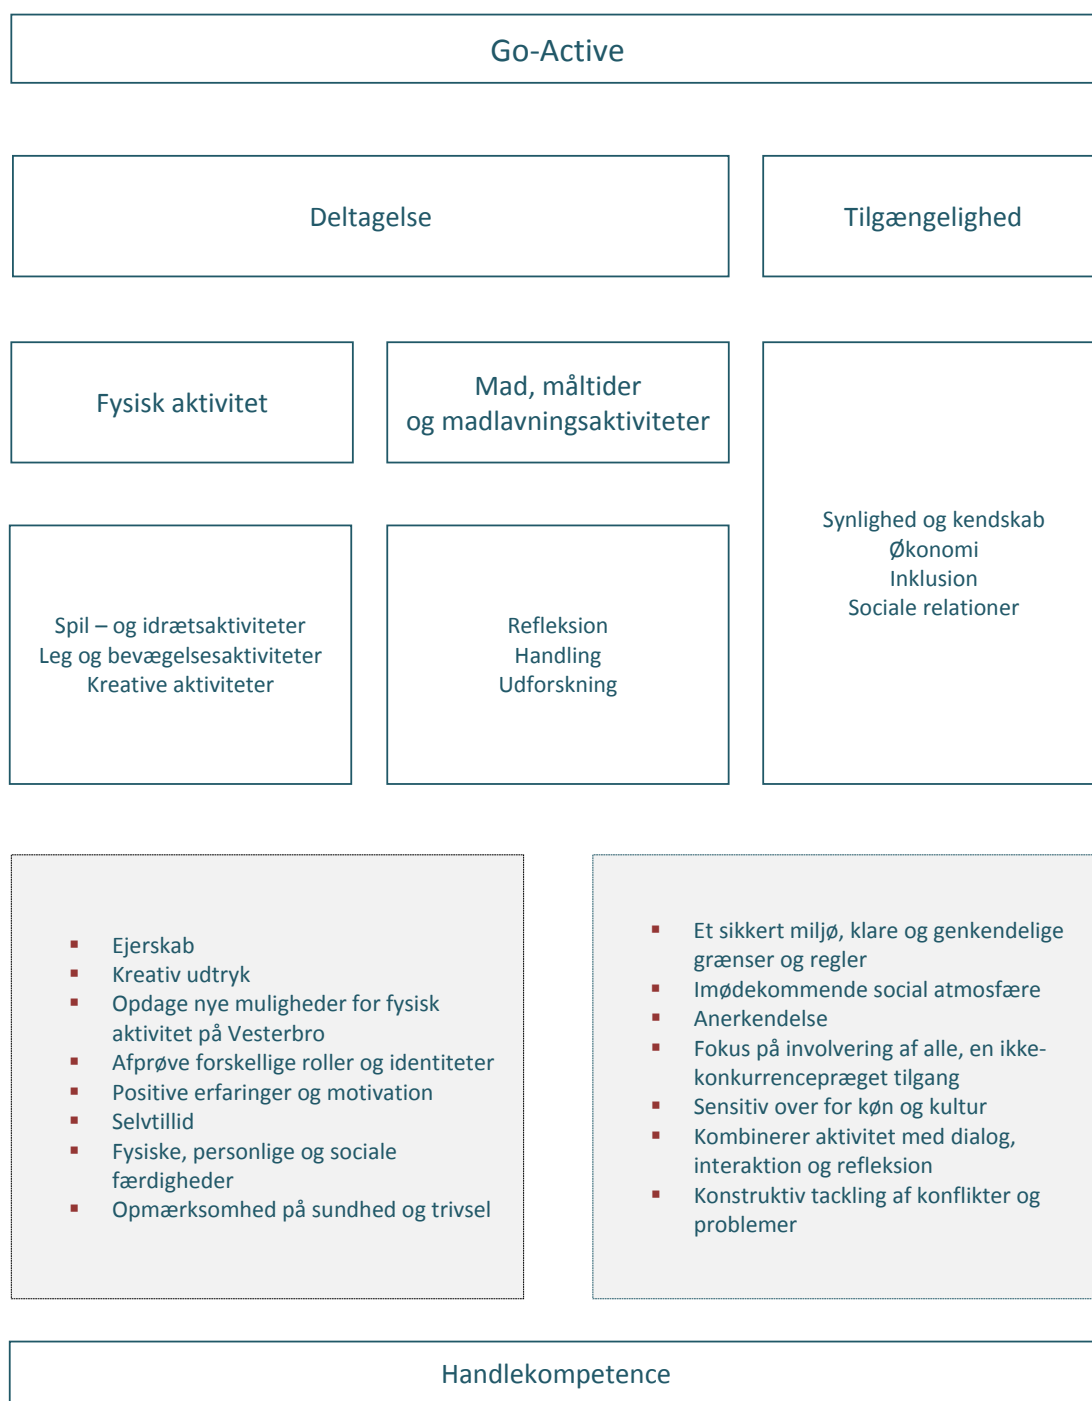 Go-Active
Deltagelse
Tilgængelighed
Fysisk aktivitet
Mad, måltider
og madlavningsaktiviteter
Spil – og idrætsaktiviteter
Leg og bevægelsesaktiviteter
Kreative aktiviteter
Refleksion
Handling
Udforskning
Synlighed og kendskab
Økonomi
Inklusion
Sociale relationer
▪ Ejerskab
▪ Kreativ udtryk
▪ Opdage nye muligheder for fysisk
aktivitet på Vesterbro
▪ Afprøve forskellige roller og identiteter
▪ Positive erfaringer og motivation
▪ Selvtillid
▪ Fysiske, personlige og sociale
færdigheder
▪ Opmærksomhed på sundhed og trivsel
▪ Et sikkert miljø, klare og genkendelige
grænser og regler
▪ Imødekommende social atmosfære
▪ Anerkendelse
▪ Fokus på involvering af alle, en ikke-
konkurrencepræget tilgang
▪ Sensitiv over for køn og kultur
▪ Kombinerer aktivitet med dialog,
interaktion og refleksion
▪ Konstruktiv tackling af konflikter og
problemer
Handlekompetence